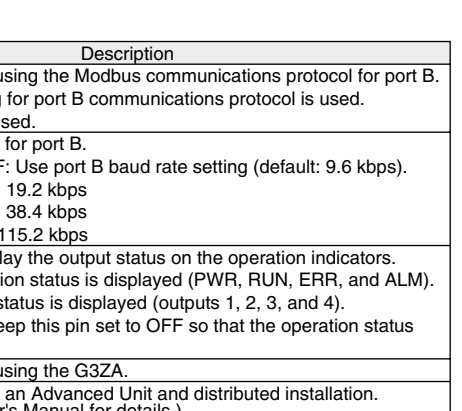 Description
using the Modbus communications protocol for port B.
for port B communications protocol is used.
sed.
for port B.
F: Use port B baud rate setting (default: 9.6 kbps).
19.2 kbps
38.4 kbps
115.2 kbps
lay the output status on the operation indicators.
ion status is displayed (PWR, RUN, ERR, and ALM).
status is displayed (outputs 1, 2, 3, and 4).
eep this pin set to OFF so that the operation status
using the G3ZA.
an Advanced Unit and distributed installation.
r's Manual for details.)